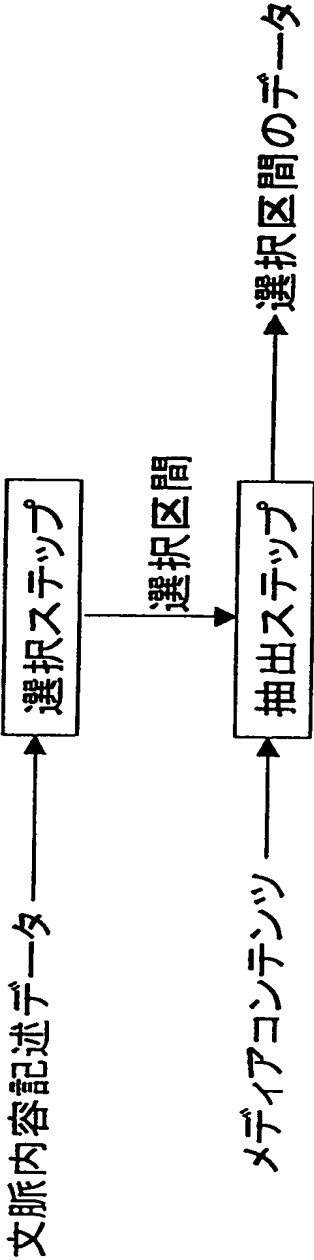 文脈内容記述データ
選択ステップ
選択区間
メディアコンテンツ
抽出ステップ
選択区間のデータ